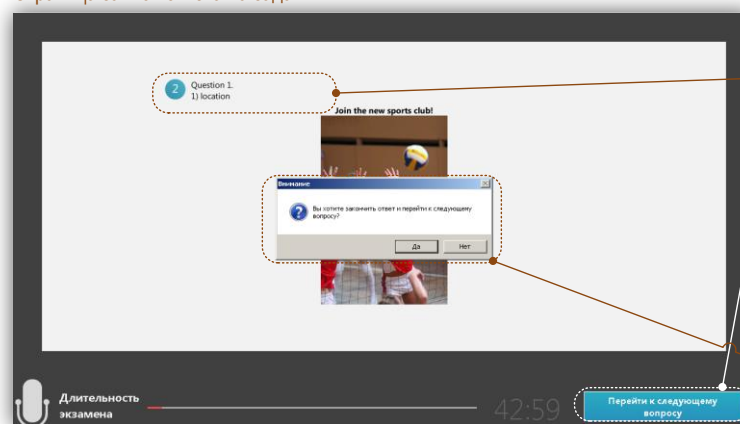 2
Question 1.
1) location
Join the new sports club!
Внимание
Вы хотите закончить ответ и перейти к следующему
вопросу?
Да
Нет
Длительность
экзамена
42:59
Перейти к следующему
вопросу